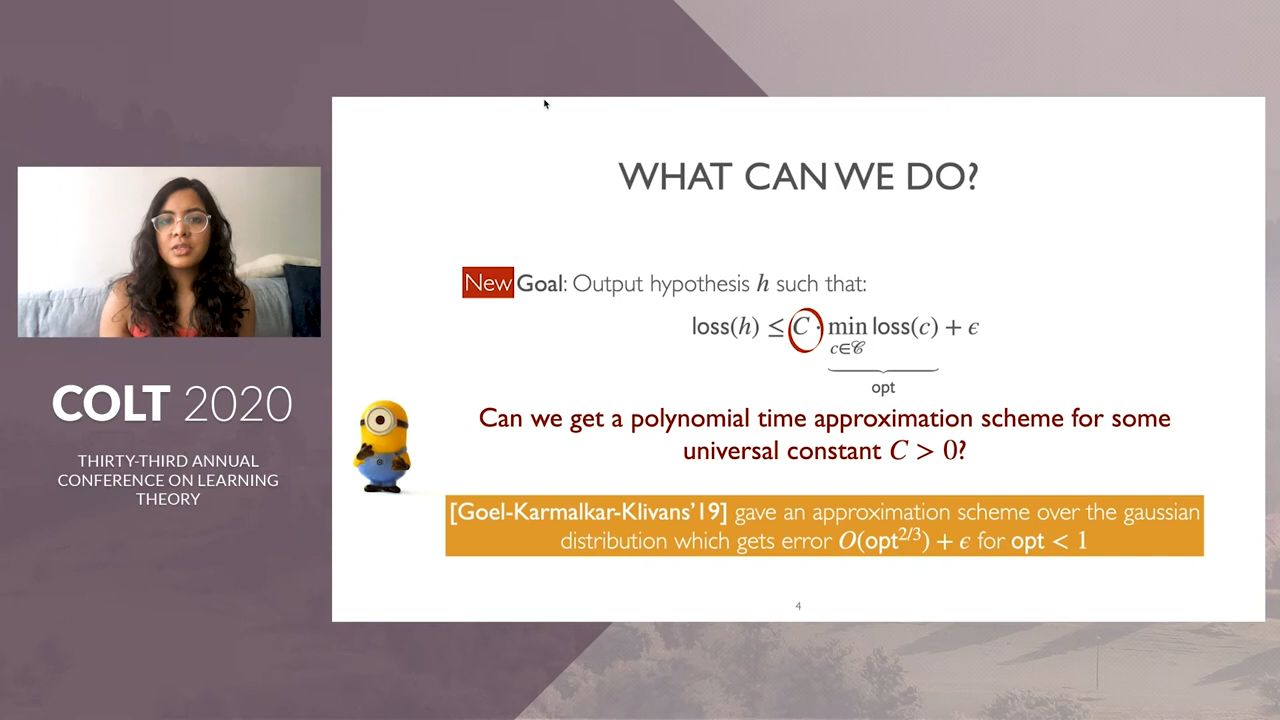 WHAT CAN WE DO?
New Goal: Output hypothesis h such that:
loss(h) ≤ C · min loss(c) + ϵ
c∈𝒞
opt
Can we get a polynomial time approximation scheme for some
universal constant C > 0?
[Goel-Karmalkar-Klivans'19] gave an approximation scheme over the gaussian
distribution which gets error O(opt^{2/3}) + ϵ for opt < 1
4
COLT 2020
THIRTY-THIRD ANNUAL
CONFERENCE ON LEARNING
THEORY